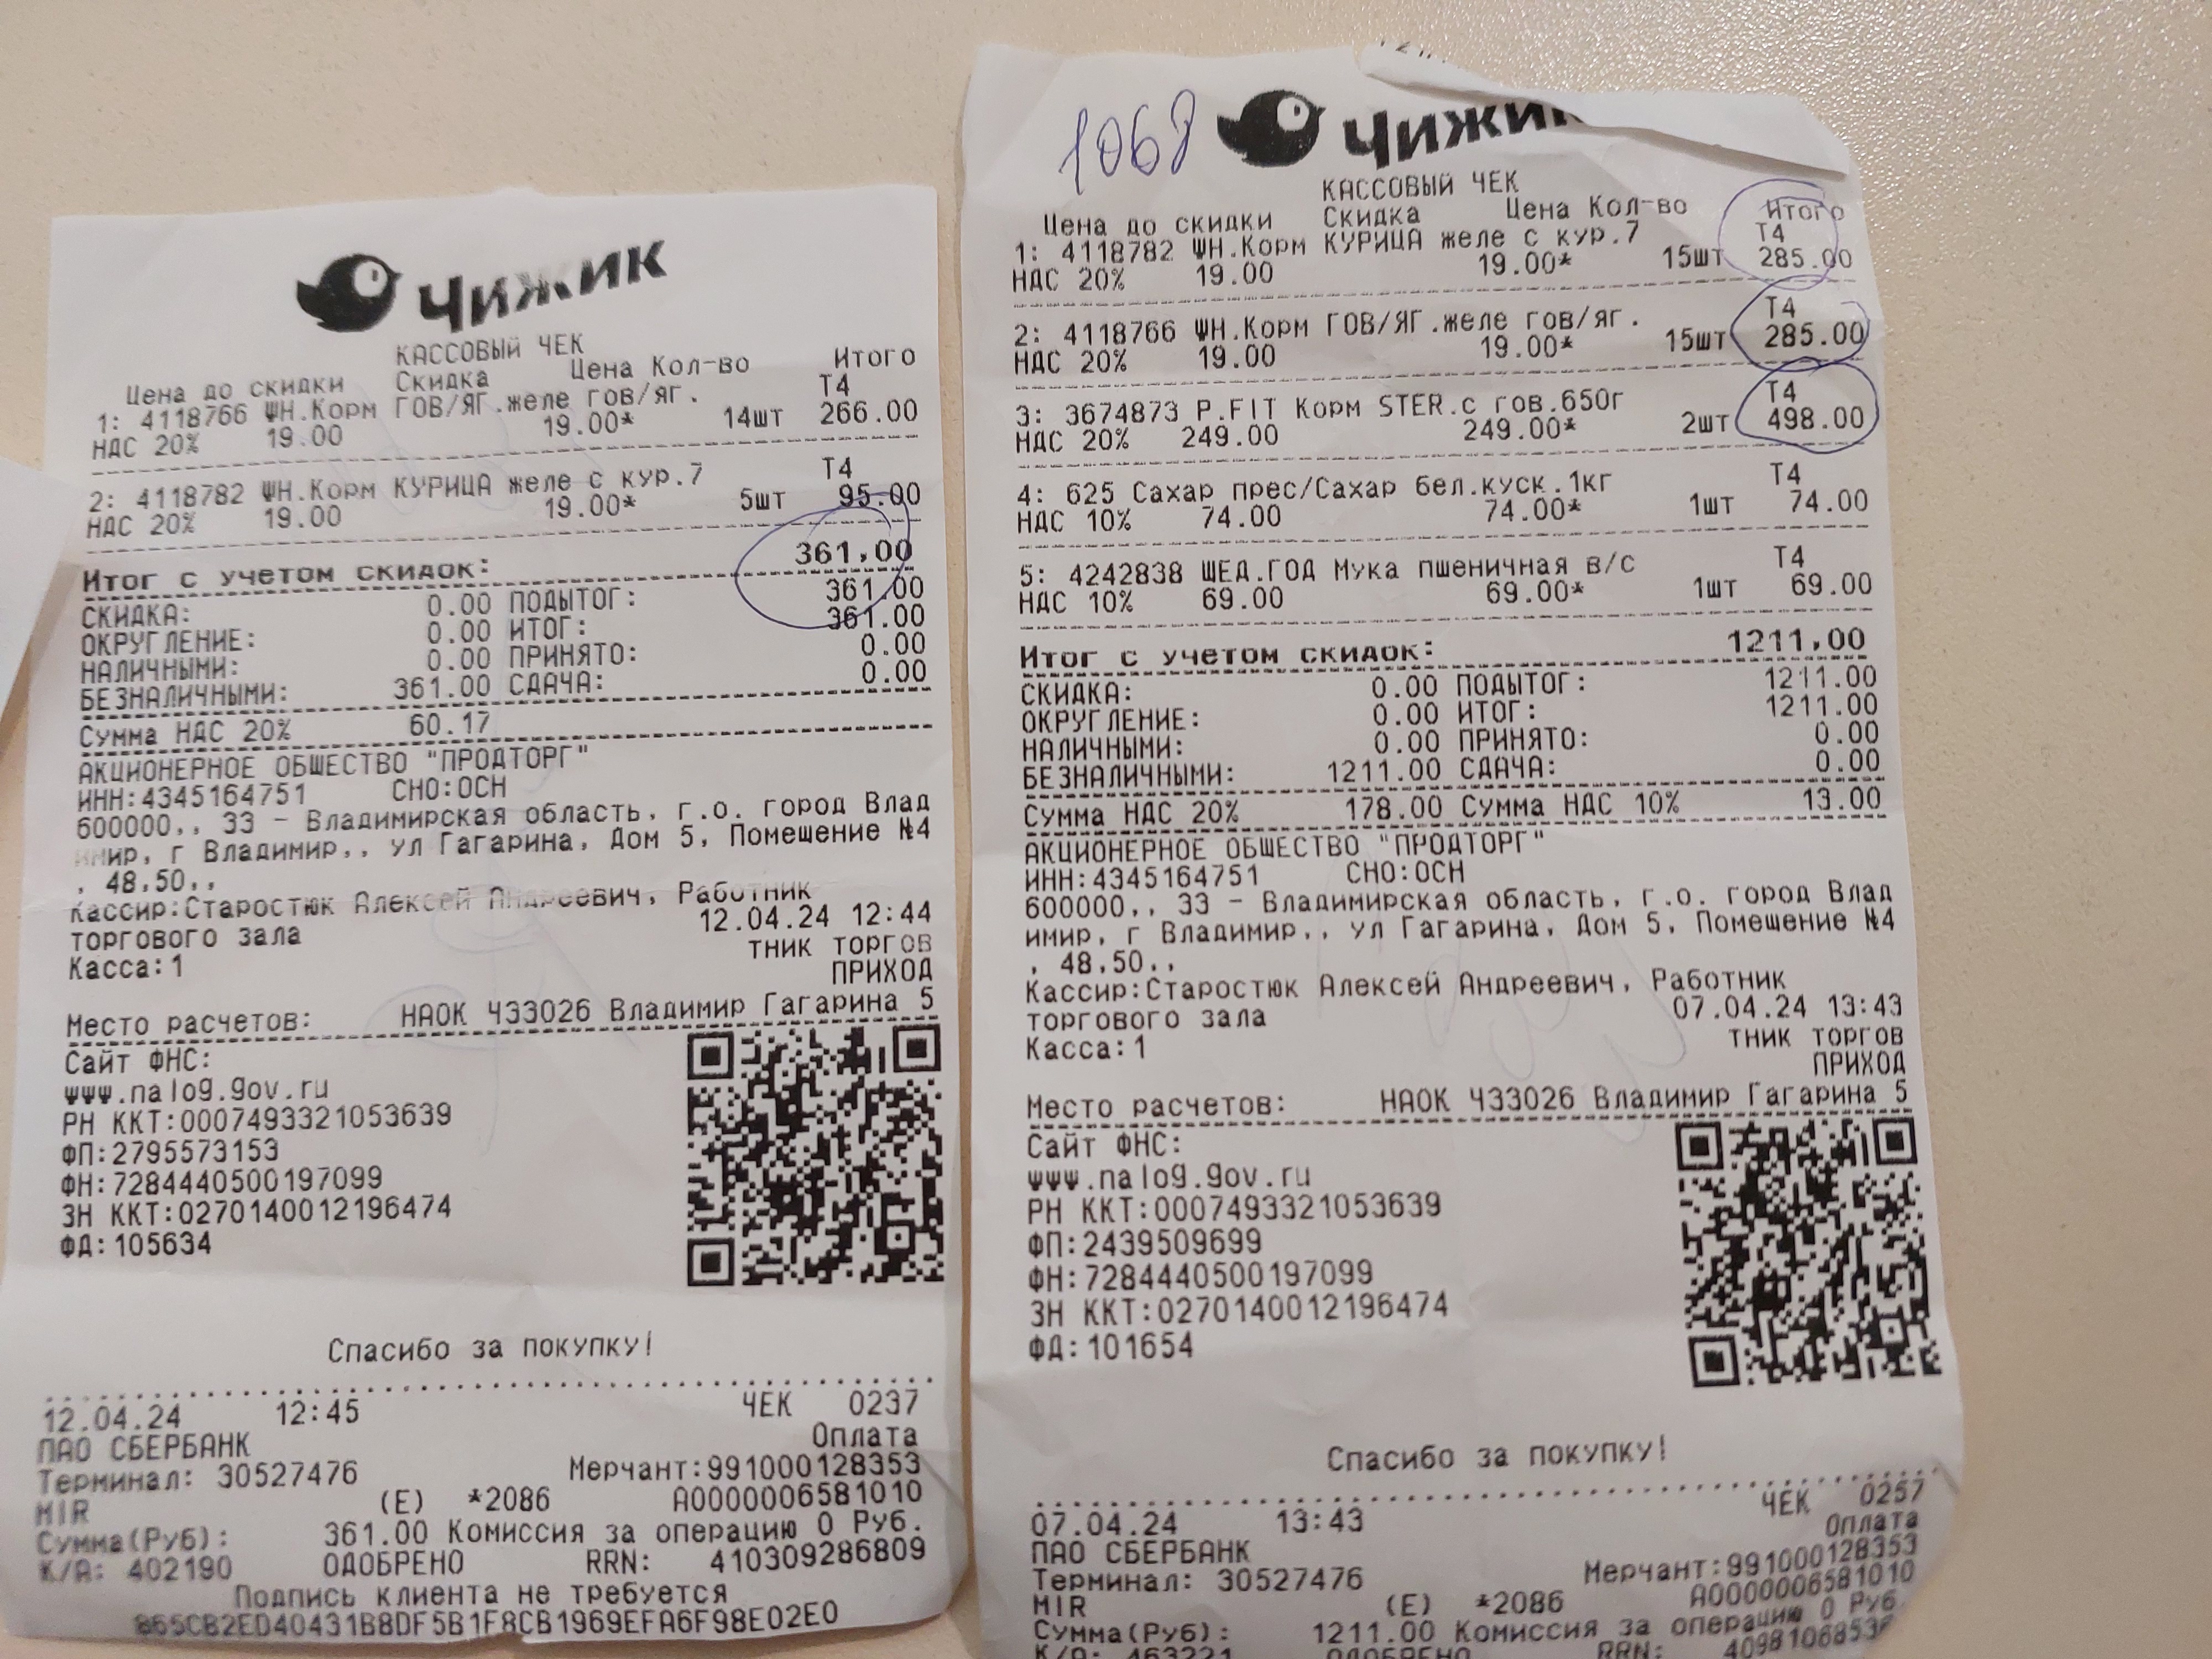 Чижик
КАССОВЫЙ ЧЕК
Цена до скидки Скидка Цена Кол-во Итого
1: 4118766 ШН.Корм ГОВ/ЯГ.желе гов/яг. Т4
НДС 20% 19.00 19.00* 14шт 266.00
2: 4118782 ШН.Корм КУРИЦА желе с кур.7 Т4
НДС 20% 19.00 19.00* 5шт 95.00
Итог с учетом скидок: 361,00
СКИДКА: 0.00 ПОДЫТОГ: 361.00
ОКРУГЛЕНИЕ: 0.00 ИТОГ: 361.00
НАЛИЧНЫМИ: 0.00 ПРИНЯТО: 0.00
БЕЗНАЛИЧНЫМИ: 361.00 СДАЧА: 0.00
Сумма НДС 20% 60.17
АКЦИОНЕРНОЕ ОБЩЕСТВО "ПРОДТОРГ"
ИНН:4345164751 СНО:ОСН
600000,, 33 - Владимирская область, г.о. город Влад
имир, г Владимир,, ул Гагарина, Дом 5, Помещение №4
, 48,50,,
Кассир:Старостюк Алексей Андреевич, Работник
торгового зала 12.04.24 12:44
ТНИК ТОРГОВ
Касса:1 ПРИХОД
Место расчетов: НАОК Ч33026 Владимир Гагарина 5
Сайт ФНС:
www.nalog.gov.ru
РН ККТ:0007493321053639
ФП:2795573153
ФН:7284440500197099
ЗН ККТ:0270140012196474
ФД:105634
Спасибо за покупку!
12.04.24 12:45 ЧЕК 0237
ПАО СБЕРБАНК Оплата
Терминал: 30527476 Мерчант:991000128353
MIR (E) *2086 A0000006581010
Сумма(Руб): 361.00 Комиссия за операцию 0 Руб.
К/А: 402190 ОДОБРЕНО RRN: 410309286809
Подпись клиента не требуется
865CB2ED40431B8DF5B1F8CB1969EFA6F98E02E0
1068
Чижик
КАССОВЫЙ ЧЕК
Цена до скидки Скидка Цена Кол-во Итого
1: 4118782 ШН.Корм КУРИЦА желе с кур.7 Т4
НДС 20% 19.00 19.00* 15шт 285.00
2: 4118766 ШН.Корм ГОВ/ЯГ.желе гов/яг. Т4
НДС 20% 19.00 19.00* 15шт 285.00
3: 3674873 P.FIT Корм STER.с гов.650г Т4
НДС 20% 249.00 249.00* 2шт 498.00
4: 625 Сахар прес/Сахар бел.куск.1кг Т4
НДС 10% 74.00 74.00* 1шт 74.00
5: 4242838 ЩЕД.ГОД Мука пшеничная в/с Т4
НДС 10% 69.00 69.00* 1шт 69.00
Итог с учетом скидок: 1211,00
СКИДКА: 0.00 ПОДЫТОГ: 1211.00
ОКРУГЛЕНИЕ: 0.00 ИТОГ: 1211.00
НАЛИЧНЫМИ: 0.00 ПРИНЯТО: 0.00
БЕЗНАЛИЧНЫМИ: 1211.00 СДАЧА: 0.00
Сумма НДС 20% 178.00 Сумма НДС 10% 13.00
АКЦИОНЕРНОЕ ОБЩЕСТВО "ПРОДТОРГ"
ИНН:4345164751 СНО:ОСН
600000,, 33 - Владимирская область, г.о. город Влад
имир, г Владимир,, ул Гагарина, Дом 5, Помещение №4
, 48,50,,
Кассир:Старостюк Алексей Андреевич, Работник
торгового зала 07.04.24 13:43
ТНИК ТОРГОВ
Касса:1 ПРИХОД
Место расчетов: НАОК Ч33026 Владимир Гагарина 5
Сайт ФНС:
www.nalog.gov.ru
РН ККТ:0007493321053639
ФП:2439509699
ФН:7284440500197099
ЗН ККТ:0270140012196474
ФД:101654
Спасибо за покупку!
07.04.24 13:43 ЧЕК 0257
ПАО СБЕРБАНК Оплата
Терминал: 30527476 Мерчант:991000128353
MIR (E) *2086 A0000006581010
Сумма(Руб): 1211.00 Комиссия за операцию 0 Руб.
К/А: 463221 ОДОБРЕНО RRN: